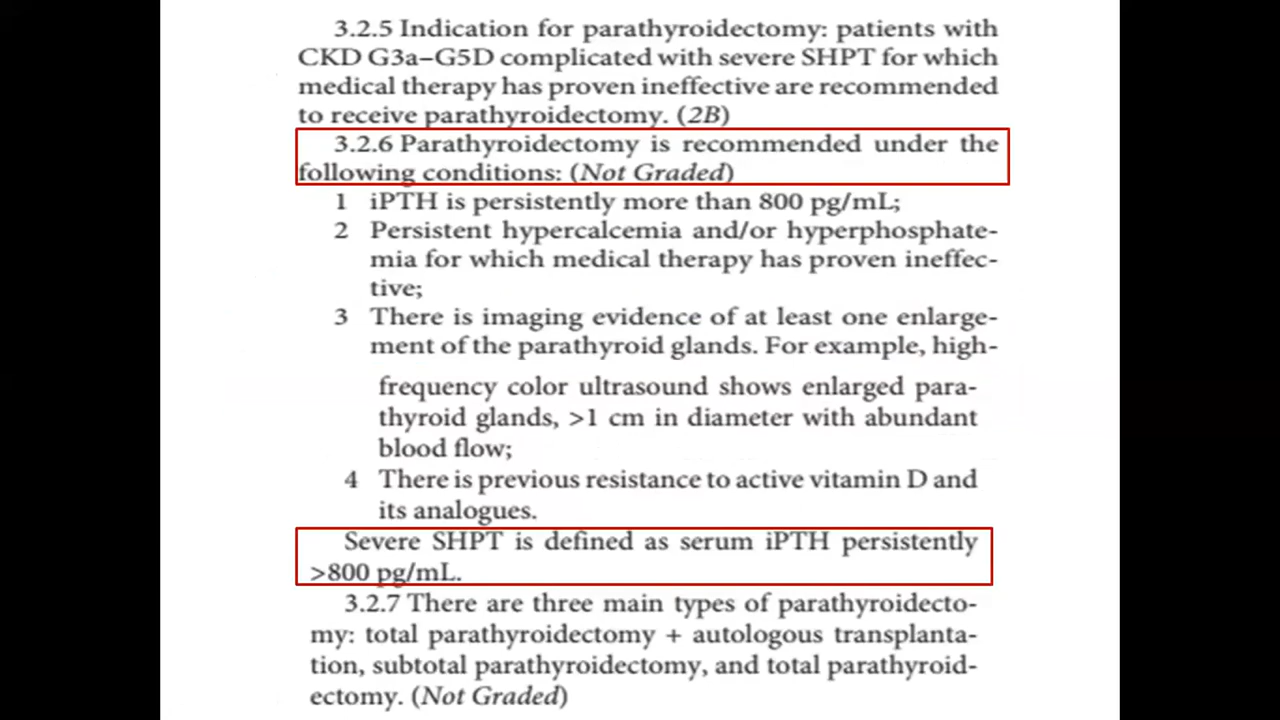 3.2.5 Indication for parathyroidectomy: patients with
CKD G3a–G5D complicated with severe SHPT for which
medical therapy has proven ineffective are recommended
to receive parathyroidectomy. (2B)
3.2.6 Parathyroidectomy is recommended under the
following conditions: (Not Graded)
1 iPTH is persistently more than 800 pg/mL;
2 Persistent hypercalcemia and/or hyperphosphate-
mia for which medical therapy has proven ineffec-
tive;
3 There is imaging evidence of at least one enlarge-
ment of the parathyroid glands. For example, high-
frequency color ultrasound shows enlarged para-
thyroid glands, >1 cm in diameter with abundant
blood flow;
4 There is previous resistance to active vitamin D and
its analogues.
Severe SHPT is defined as serum iPTH persistently
>800 pg/mL.
3.2.7 There are three main types of parathyroidecto-
my: total parathyroidectomy + autologous transplanta-
tion, subtotal parathyroidectomy, and total parathyroid-
ectomy. (Not Graded)